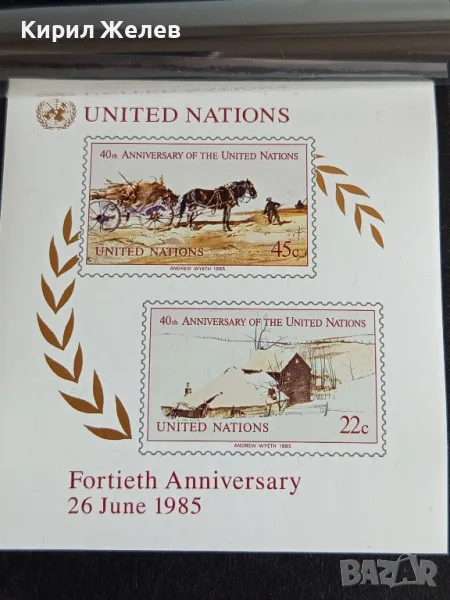 Кирил Желев
UNITED NATIONS
40th ANNIVERSARY OF THE UNITED NATIONS
UNITED NATIONS 45c
ANDREW WYETH 1985
40th ANNIVERSARY OF THE UNITED NATIONS
UNITED NATIONS 22c
ANDREW WYETH 1985
Fortieth Anniversary
26 June 1985
BAZAR